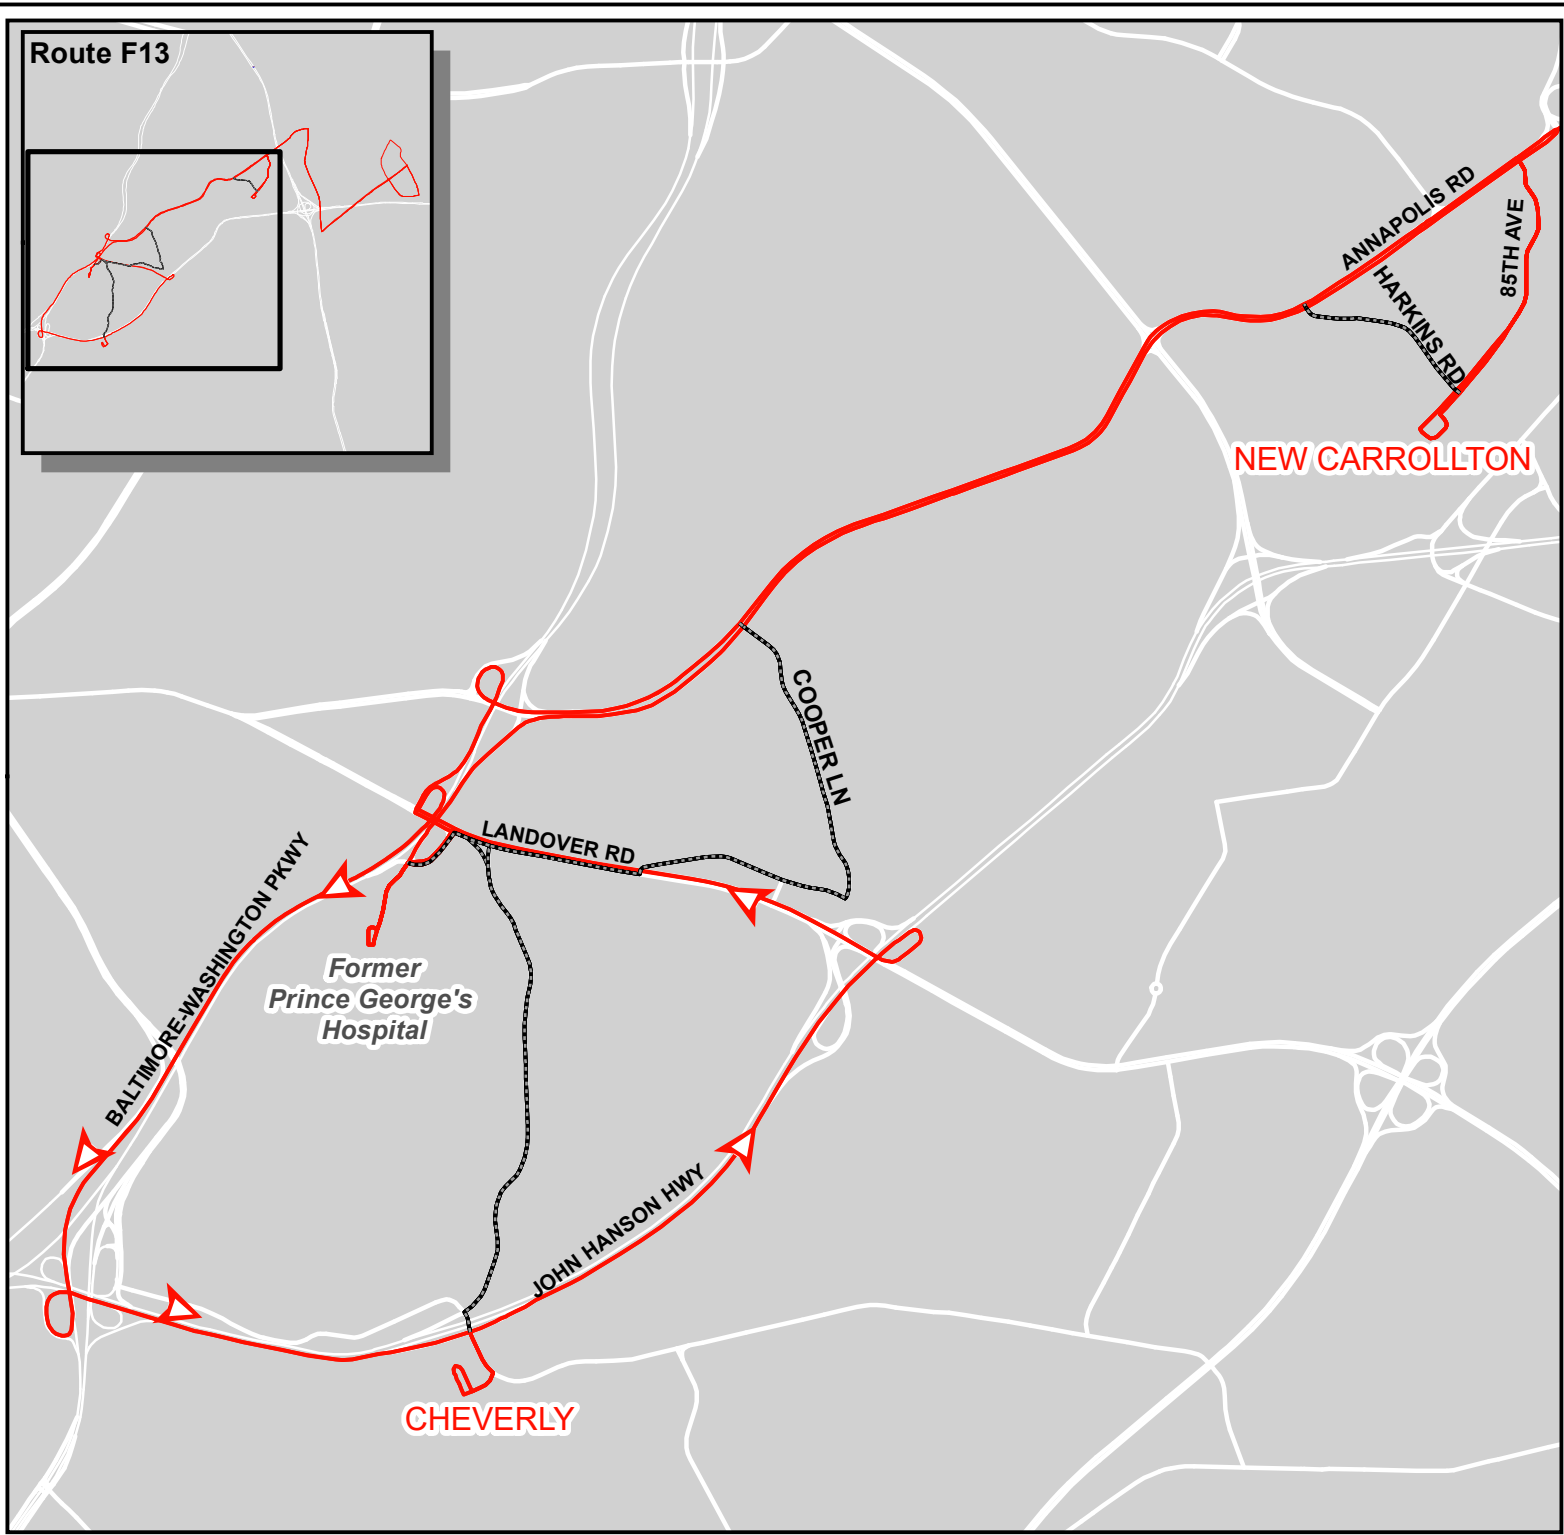 Route F13
ANNAPOLIS RD
85TH AVE
HARKINS RD
NEW CARROLLTON
COOPER LN
LANDOVER RD
BALTIMORE-WASHINGTON PKWY
Former
Prince George's
Hospital
JOHN HANSON HWY
CHEVERLY